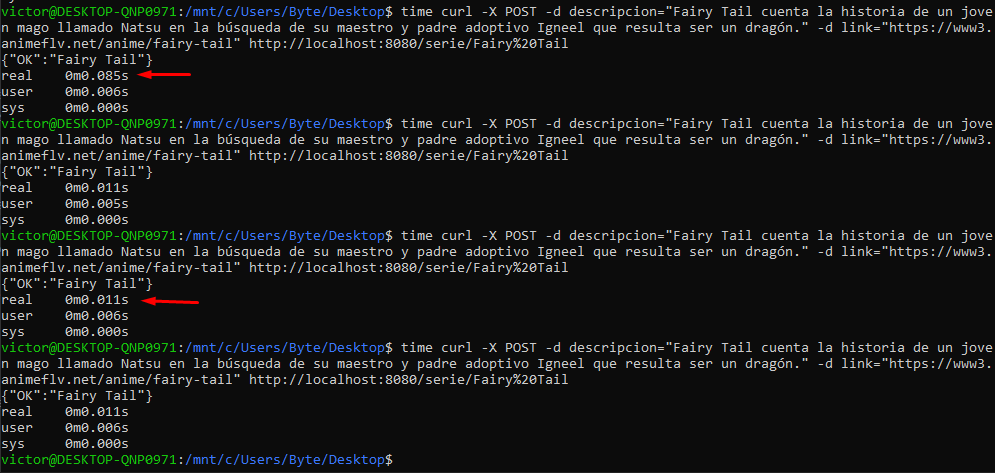 victor@DESKTOP-QNP0971:/mnt/c/Users/Byte/Desktop$ time curl -X POST -d descripcion="Fairy Tail cuenta la historia de un jove
n mago llamado Natsu en la búsqueda de su maestro y padre adoptivo Igneel que resulta ser un dragón." -d link="https://www3.
animeflv.net/anime/fairy-tail" http://localhost:8080/serie/Fairy%20Tail
{"OK":"Fairy Tail"}
real    0m0.085s
user    0m0.006s
sys     0m0.000s
victor@DESKTOP-QNP0971:/mnt/c/Users/Byte/Desktop$ time curl -X POST -d descripcion="Fairy Tail cuenta la historia de un jove
n mago llamado Natsu en la búsqueda de su maestro y padre adoptivo Igneel que resulta ser un dragón." -d link="https://www3.
animeflv.net/anime/fairy-tail" http://localhost:8080/serie/Fairy%20Tail
{"OK":"Fairy Tail"}
real    0m0.011s
user    0m0.005s
sys     0m0.000s
victor@DESKTOP-QNP0971:/mnt/c/Users/Byte/Desktop$ time curl -X POST -d descripcion="Fairy Tail cuenta la historia de un jove
n mago llamado Natsu en la búsqueda de su maestro y padre adoptivo Igneel que resulta ser un dragón." -d link="https://www3.
animeflv.net/anime/fairy-tail" http://localhost:8080/serie/Fairy%20Tail
{"OK":"Fairy Tail"}
real    0m0.011s
user    0m0.006s
sys     0m0.000s
victor@DESKTOP-QNP0971:/mnt/c/Users/Byte/Desktop$ time curl -X POST -d descripcion="Fairy Tail cuenta la historia de un jove
n mago llamado Natsu en la búsqueda de su maestro y padre adoptivo Igneel que resulta ser un dragón." -d link="https://www3.
animeflv.net/anime/fairy-tail" http://localhost:8080/serie/Fairy%20Tail
{"OK":"Fairy Tail"}
real    0m0.011s
user    0m0.006s
sys     0m0.000s
victor@DESKTOP-QNP0971:/mnt/c/Users/Byte/Desktop$